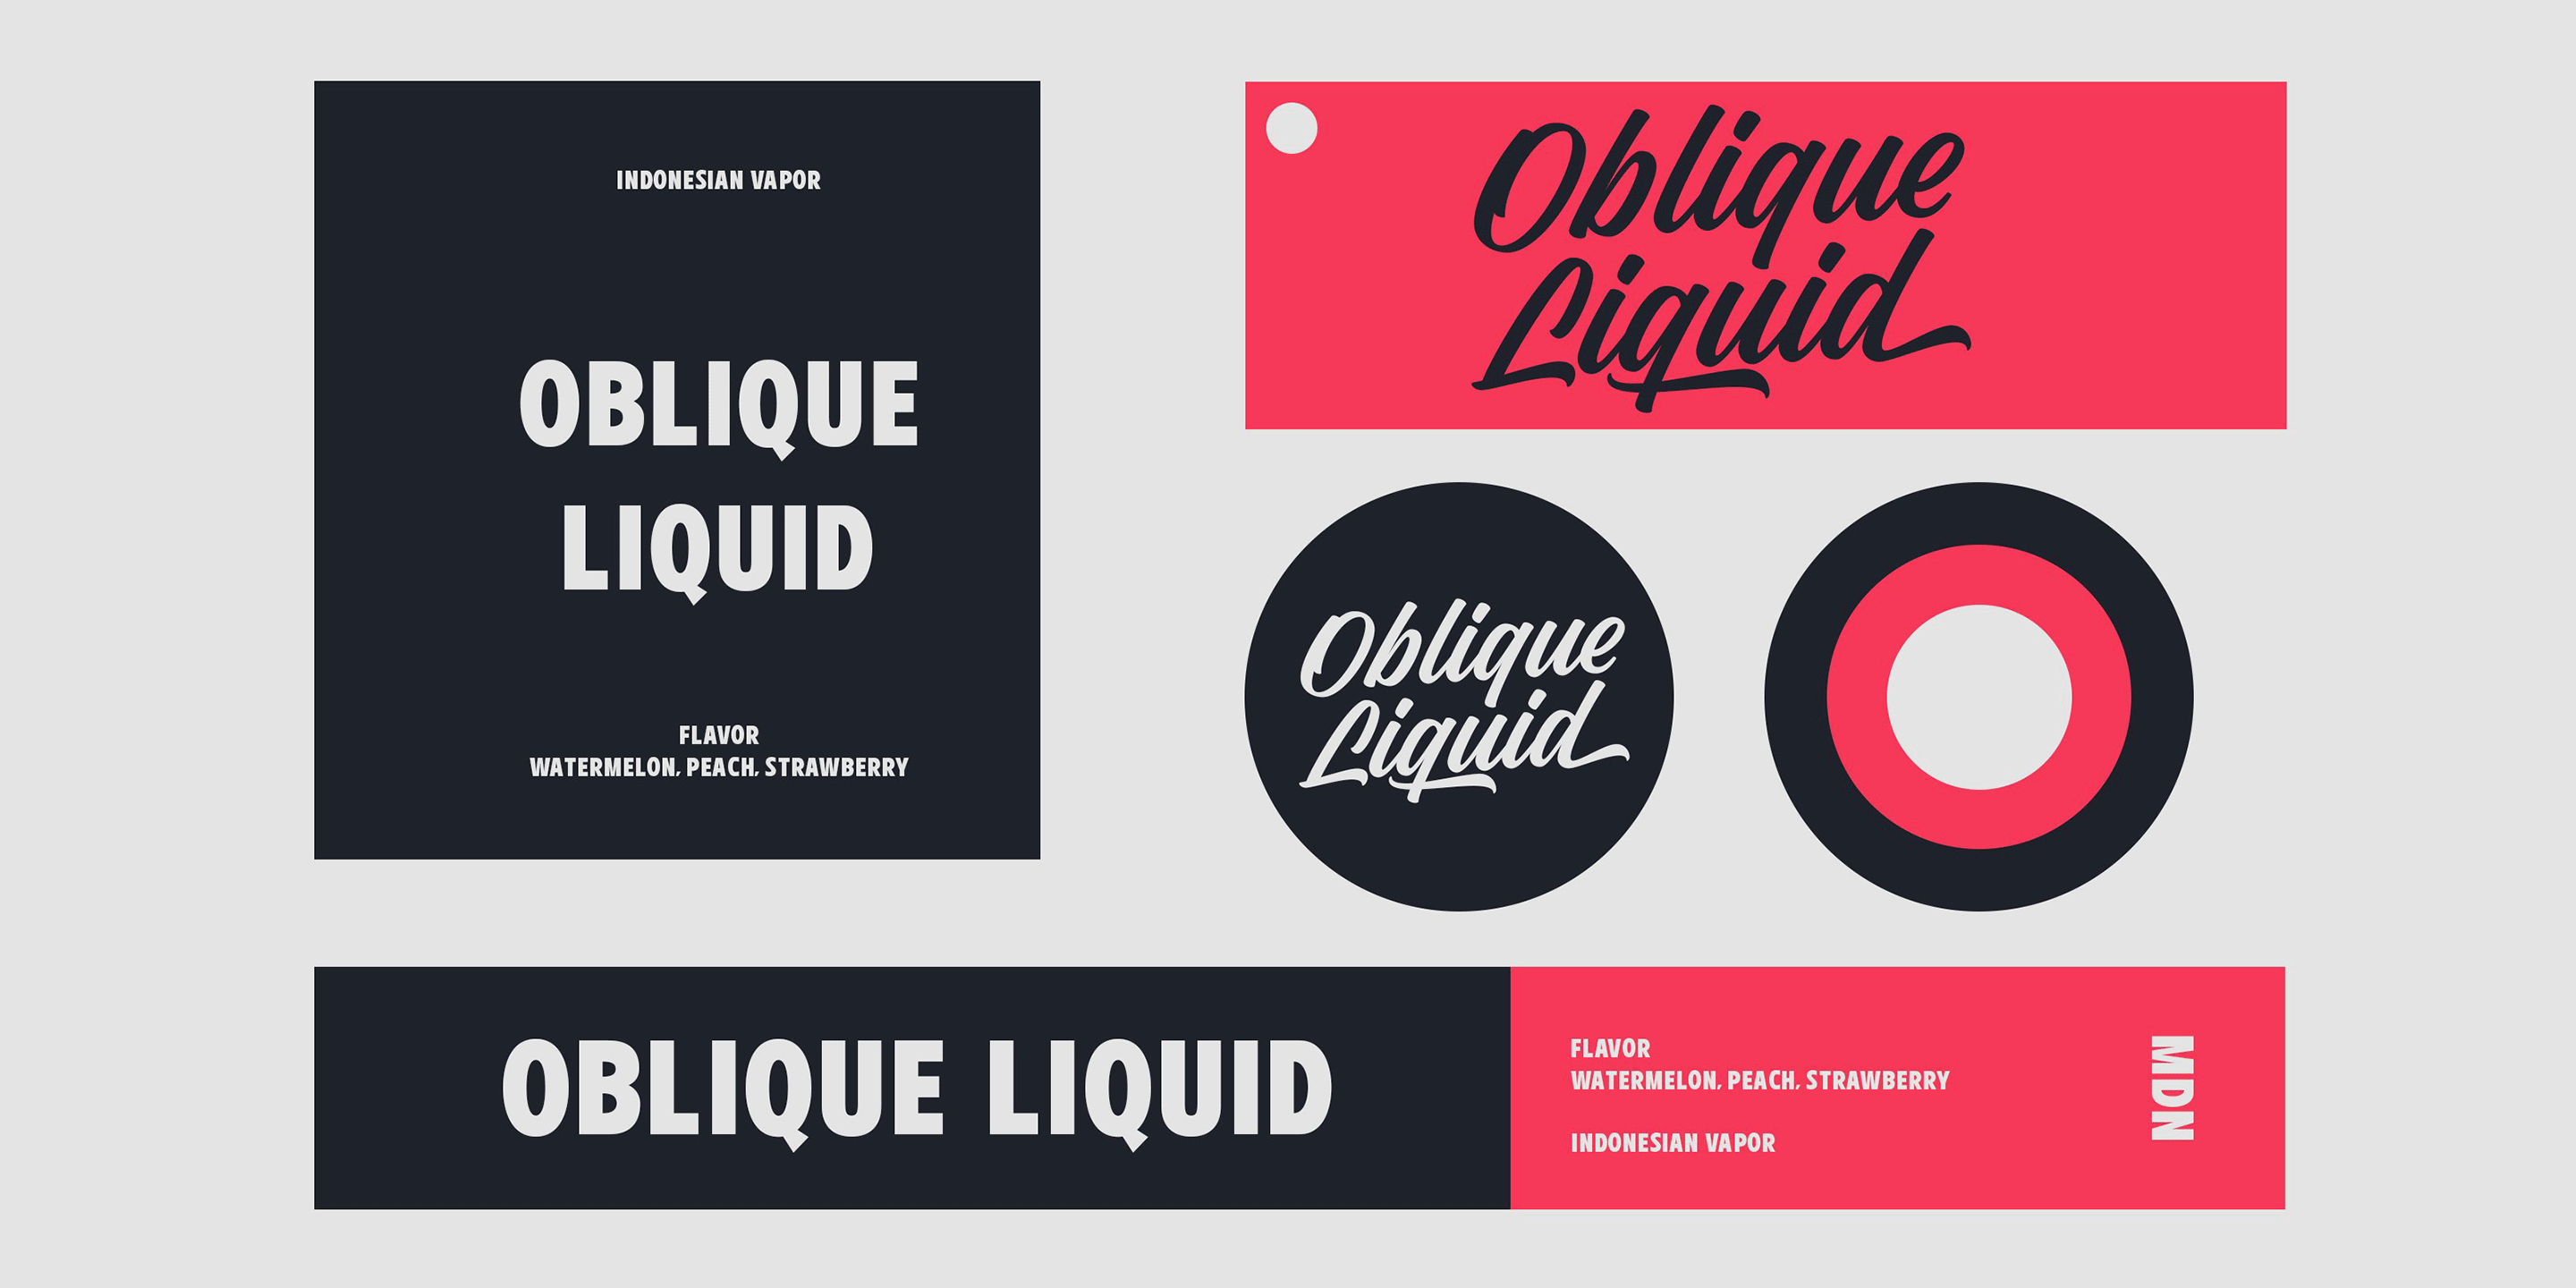 INDONESIAN VAPOR
OBLIQUE
LIQUID
FLAVOR
WATERMELON, PEACH, STRAWBERRY
Oblique
Liquid
Oblique
Liquid
OBLIQUE LIQUID
FLAVOR
WATERMELON, PEACH, STRAWBERRY
INDONESIAN VAPOR
MDN